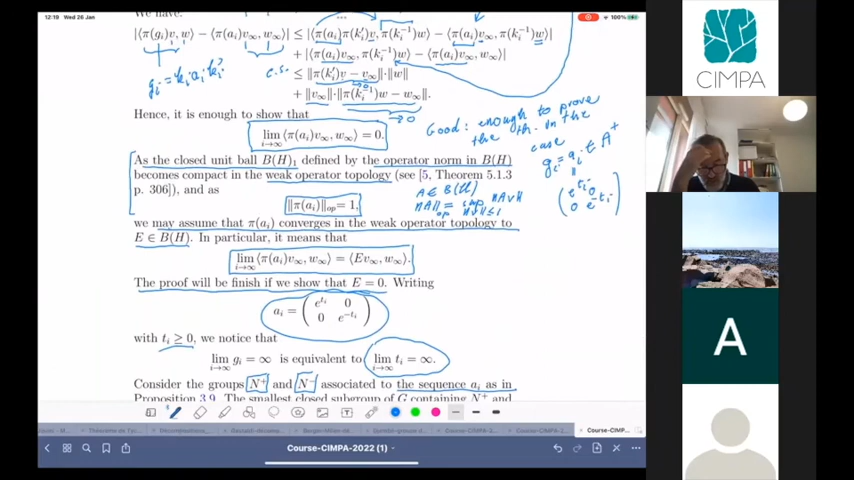 12:19 Wed 26 Jan
100%
We have:
|⟨π(g_i)v, w⟩ − ⟨π(a_i)v_∞, w_∞⟩| ≤ |⟨π(a_i)π(k'_i)v, π(k_i^{-1})w⟩ − ⟨π(a_i)v_∞, π(k_i^{-1})w⟩|
+ |⟨π(a_i)v_∞, π(k_i^{-1})w⟩ − ⟨π(a_i)v_∞, w_∞⟩|
g_i = k_i a_i k'_i
c.s. ≤ ‖π(k'_i)v − v_∞‖·‖w‖
→0
+ ‖v_∞‖·‖π(k_i^{-1})w − w_∞‖.
→0
Hence, it is enough to show that
lim_{i→∞}⟨π(a_i)v_∞, w_∞⟩ = 0.
Good: enough to prove
the th. in the
case
g_i = a_i ∈ A^+
=
( e^{t_i} 0
0 e^{-t_i} )
As the closed unit ball B(H)_1 defined by the operator norm in B(H)
becomes compact in the weak operator topology (see [5, Theorem 5.1.3
p. 306]), and as
A ∈ B(H)
‖π(a_i)‖_op = 1,
‖A‖_op = sup_{‖v‖≤1} ‖Av‖
we may assume that π(a_i) converges in the weak operator topology to
E ∈ B(H). In particular, it means that
lim_{i→∞}⟨π(a_i)v_∞, w_∞⟩ = ⟨Ev_∞, w_∞⟩.
The proof will be finish if we show that E = 0. Writing
a_i = ( e^{t_i} 0
0 e^{-t_i} )
with t_i ≥ 0, we notice that
lim_{i→∞} g_i = ∞ is equivalent to lim_{i→∞} t_i = ∞.
Consider the groups N^+ and N^- associated to the sequence a_i as in
Proposition 3.9. The smallest closed subgroup of G containing N^+ and
Course-CIMPA-2022 (1)
CIMPA
A